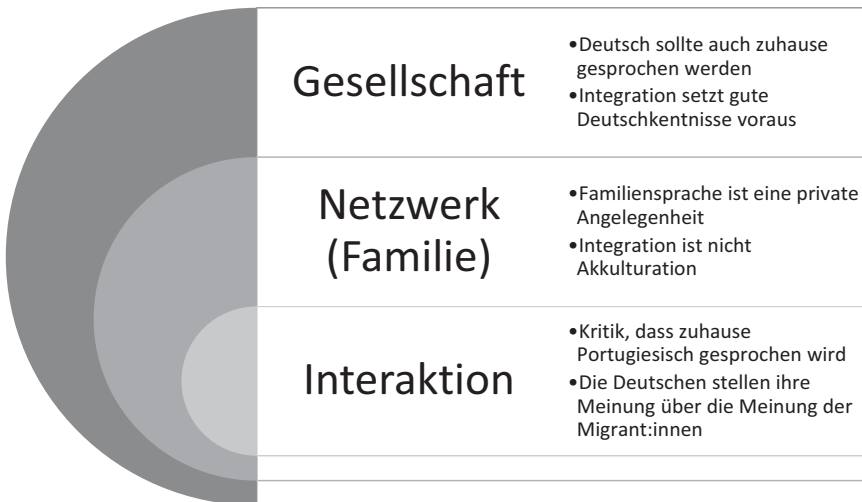 Gesellschaft
•Deutsch sollte auch zuhause
gesprochen werden
•Integration setzt gute
Deutschkentnisse voraus
Netzwerk
(Familie)
•Familiensprache ist eine private
Angelegenheit
•Integration ist nicht
Akkulturation
Interaktion
•Kritik, dass zuhause
Portugiesisch gesprochen wird
•Die Deutschen stellen ihre
Meinung über die Meinung der
Migrant:innen